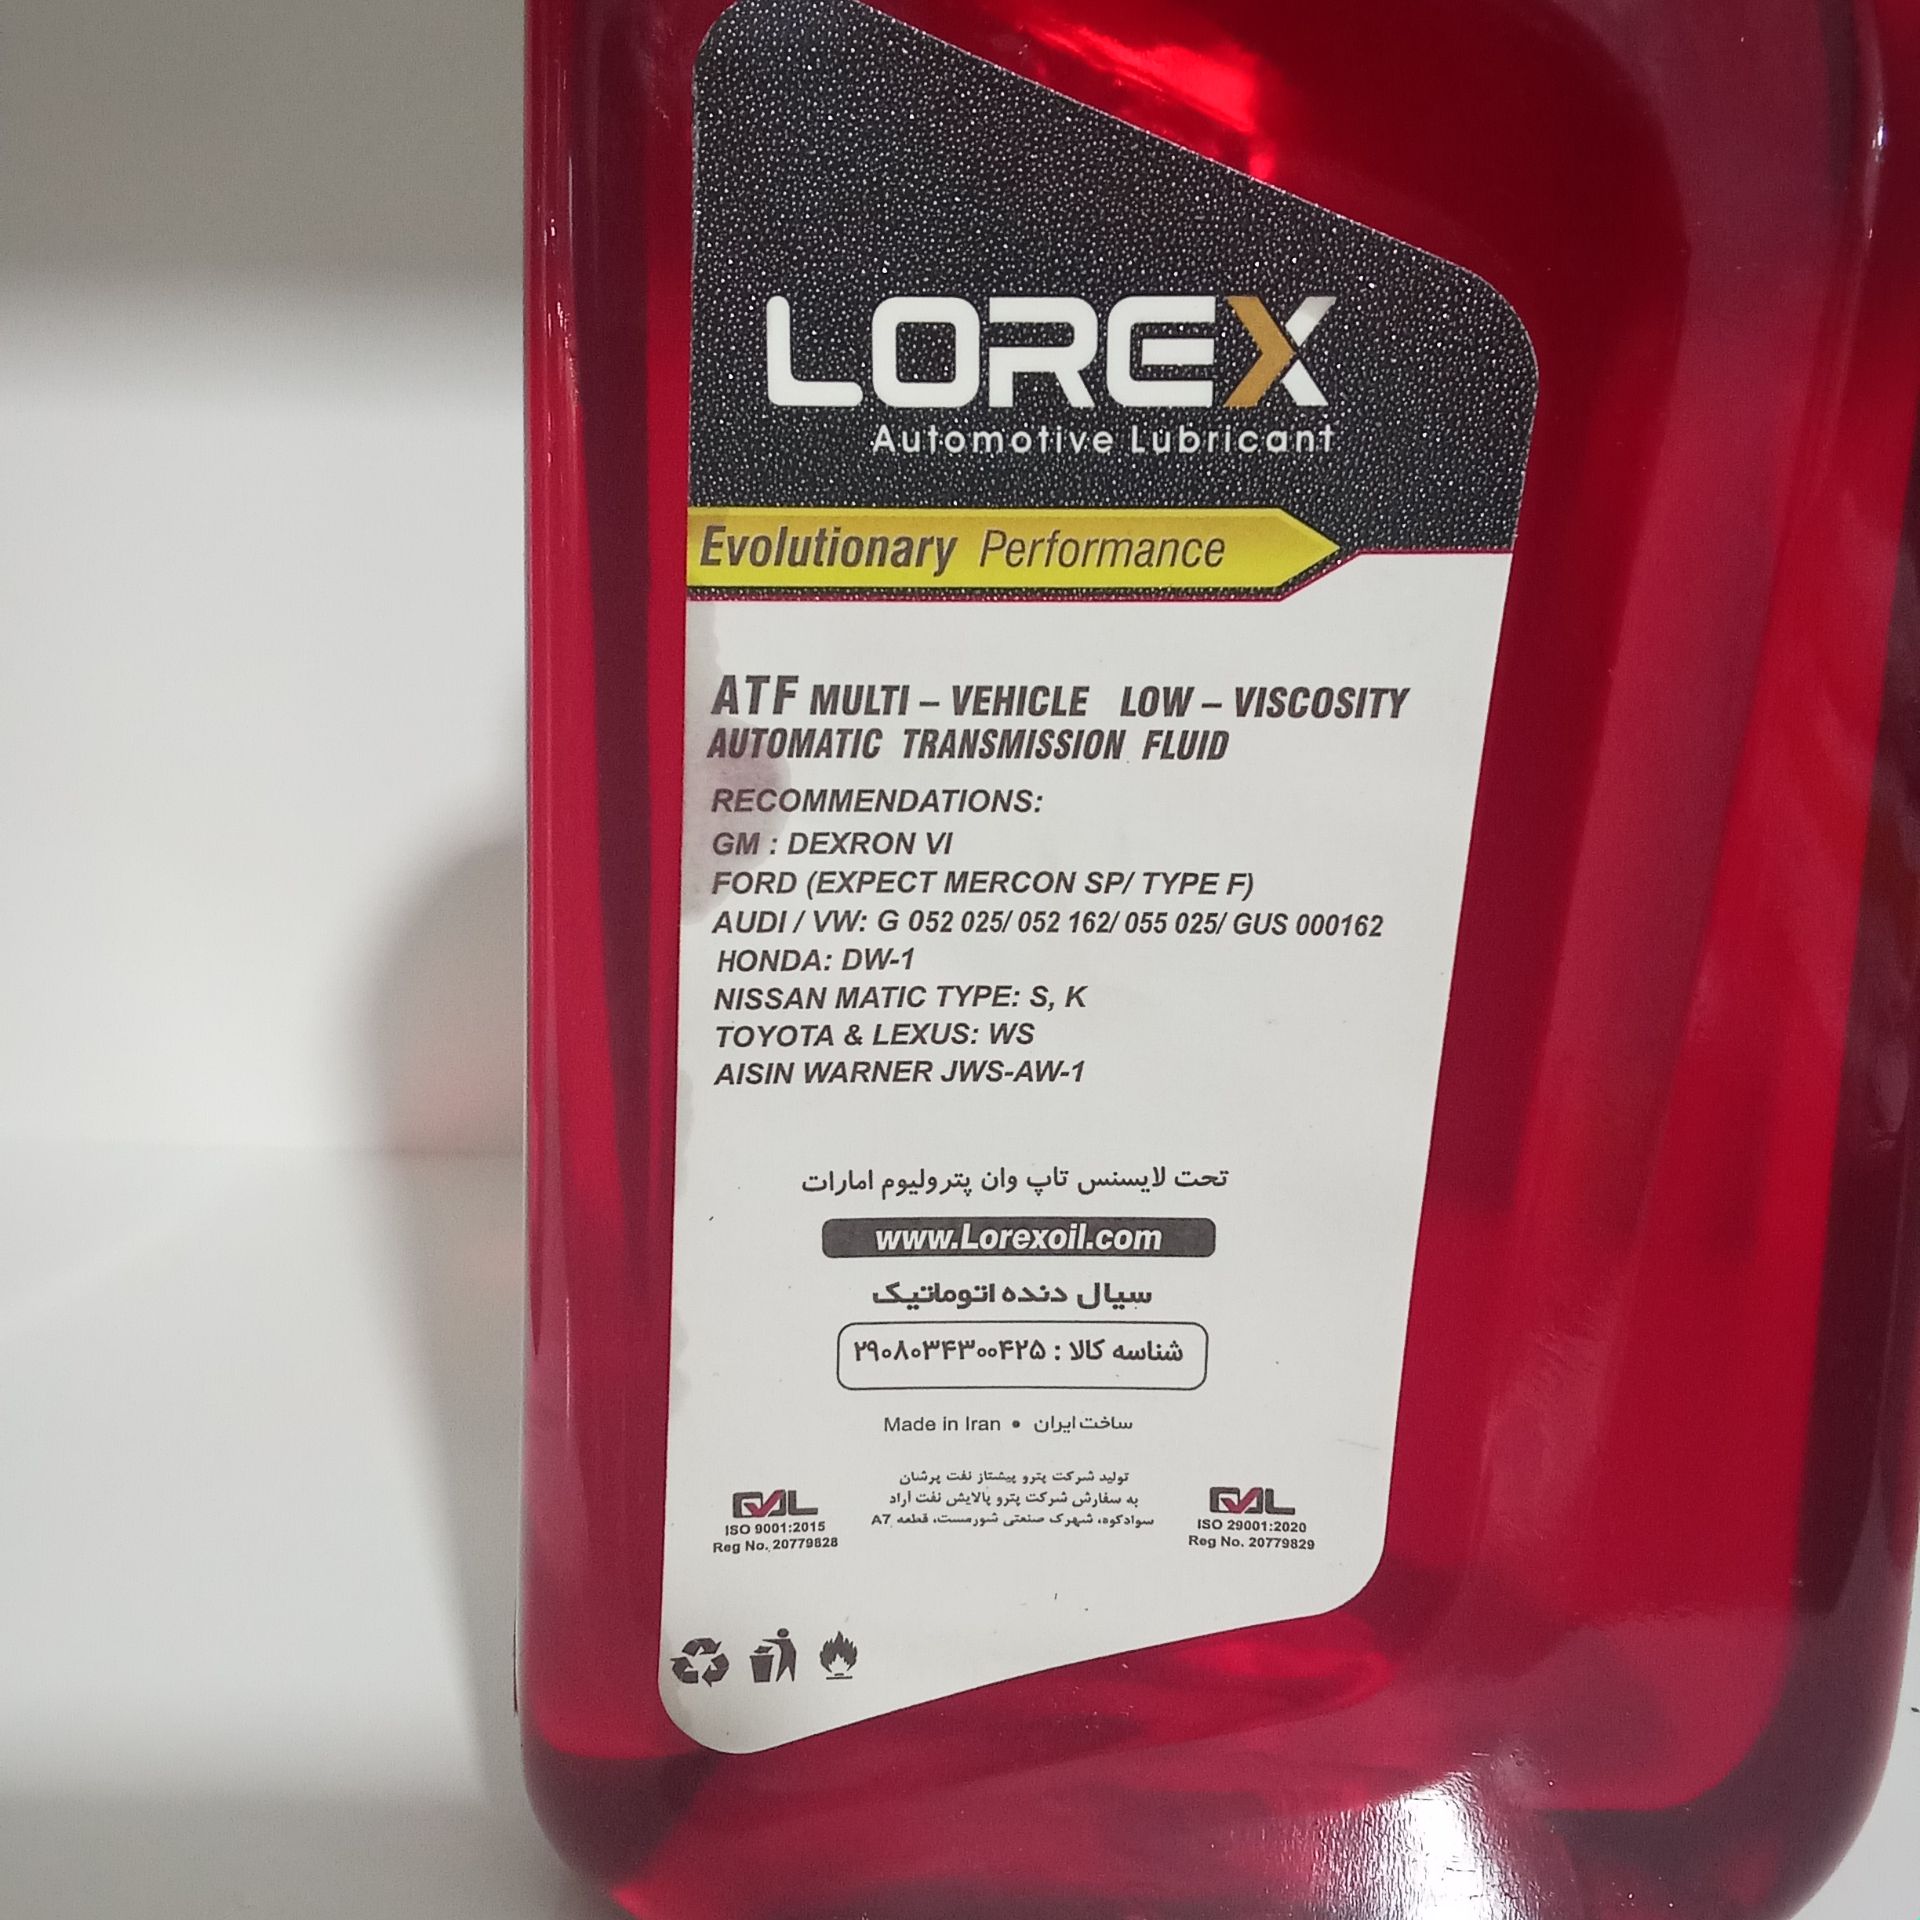 LOREX
Automotive Lubricant
Evolutionary Performance
ATF MULTI – VEHICLE LOW – VISCOSITY
AUTOMATIC TRANSMISSION FLUID
RECOMMENDATIONS:
GM : DEXRON VI
FORD (EXPECT MERCON SP/ TYPE F)
AUDI / VW: G 052 025/ 052 162/ 055 025/ GUS 000162
HONDA: DW-1
NISSAN MATIC TYPE: S, K
TOYOTA & LEXUS: WS
AISIN WARNER JWS-AW-1
تحت لایسنس تاپ وان پترولیوم امارات
www.Lorexoil.com
سیال دنده اتوماتیک
شناسه کالا : ۲۹۰۸۰۳۴۳۰۰۴۲۵
Made in Iran • ساخت ایران
تولید شرکت پترو پیشتاز نفت پرشان
به سفارش شرکت پترو پالایش نفت آراد
سوادکوه، شهرک صنعتی شورمست، قطعه A7
QAL
ISO 9001:2015
Reg No. 20779828
QAL
ISO 29001:2020
Reg No. 20779829